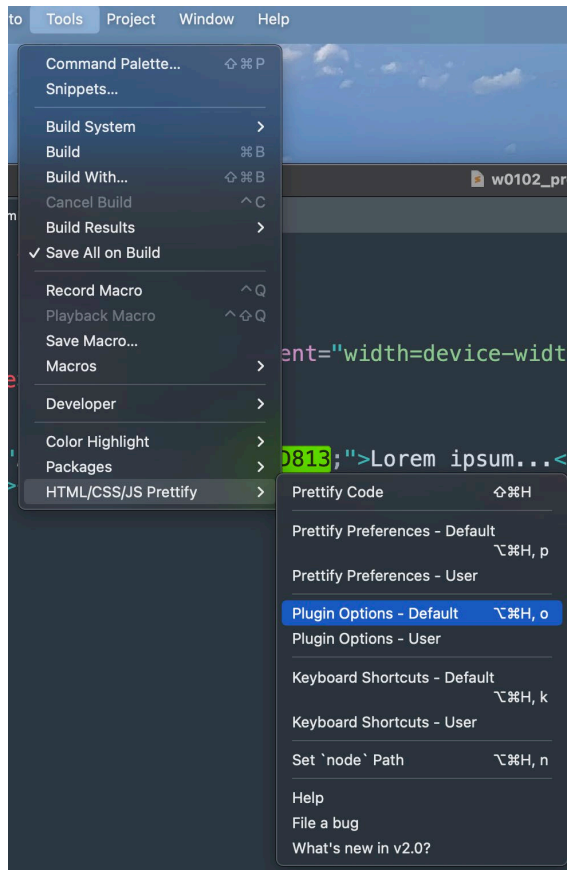 to Tools Project Window Help
Command Palette... ⇧⌘P
Snippets...
Build System >
Build ⌘B
Build With... ⇧⌘B
w0102_pr
Cancel Build ^C
m
Build Results >
✓ Save All on Build
Record Macro ^Q
Playback Macro ^⇧Q
Save Macro...
ent="width=device-widt
Macros >
e
Developer >
Color Highlight >
D813;">Lorem ipsum...<
Packages >
>
HTML/CSS/JS Prettify >
Prettify Code ⇧⌘H
Prettify Preferences - Default
⌥⌘H, p
Prettify Preferences - User
Plugin Options - Default ⌥⌘H, o
Plugin Options - User
Keyboard Shortcuts - Default
⌥⌘H, k
Keyboard Shortcuts - User
Set `node` Path ⌥⌘H, n
Help
File a bug
What's new in v2.0?